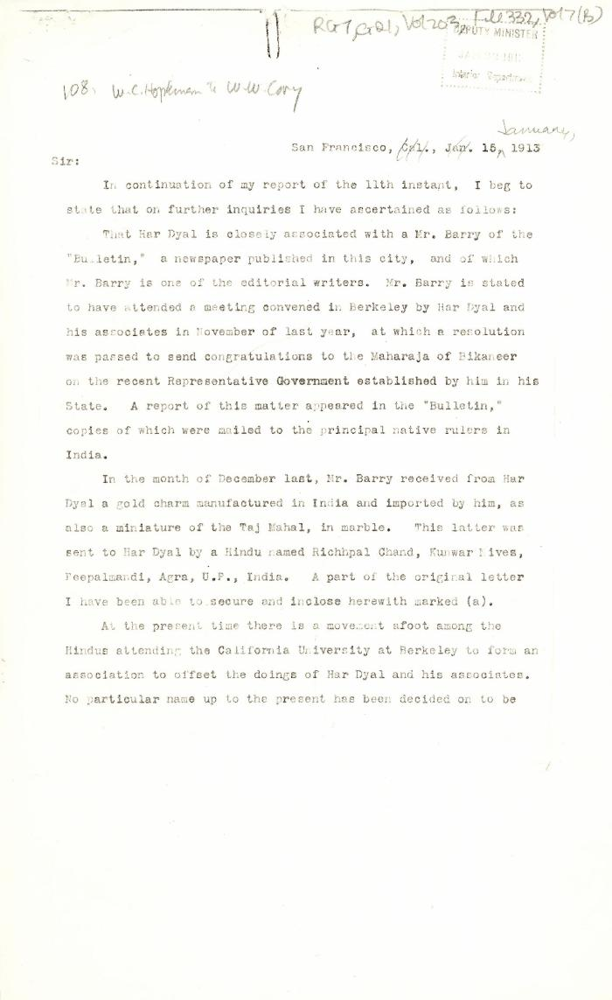 RG7, G21, Vol 203, File 332, Vol 7(B)
DEPUTY MINISTER
Interior Department
108. W.C. Hopkinson to W.W. Cory
January,
San Francisco, Cal., Jan. 15, 1913
Sir:
In continuation of my report of the 11th instant, I beg to
state that on further inquiries I have ascertained as follows:
That Har Dyal is closely associated with a Mr. Barry of the
"Bulletin," a newspaper published in this city, and of which
Mr. Barry is one of the editorial writers. Mr. Barry is stated
to have attended a meeting convened in Berkeley by Har Dyal and
his associates in November of last year, at which a resolution
was passed to send congratulations to the Maharaja of Bikaneer
on the recent Representative Government established by him in his
State. A report of this matter appeared in the "Bulletin,"
copies of which were mailed to the principal native rulers in
India.
In the month of December last, Mr. Barry received from Har
Dyal a gold charm manufactured in India and imported by him, as
also a miniature of the Taj Mahal, in marble. This latter was
sent to Har Dyal by a Hindu named Richhpal Chand, Kunwar Nives,
Peepalmandi, Agra, U.P., India. A part of the original letter
I have been able to secure and inclose herewith marked (a).
At the present time there is a movement afoot among the
Hindus attending the California University at Berkeley to form an
association to offset the doings of Har Dyal and his associates.
No particular name up to the present has been decided on to be